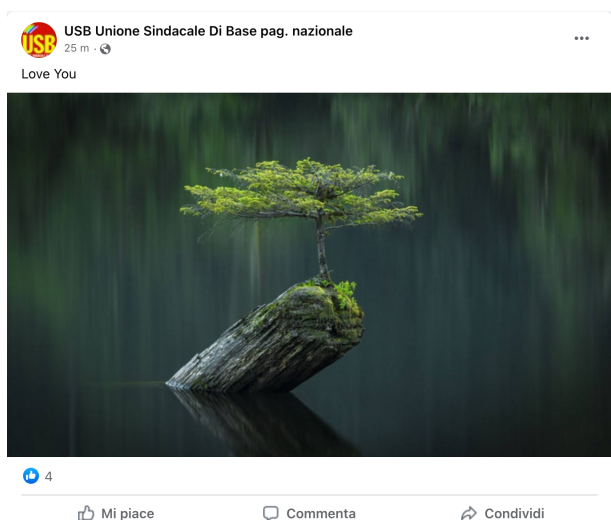 USB
USB Unione Sindacale Di Base pag. nazionale
25 m ·
Love You
4
Mi piace
Commenta
Condividi